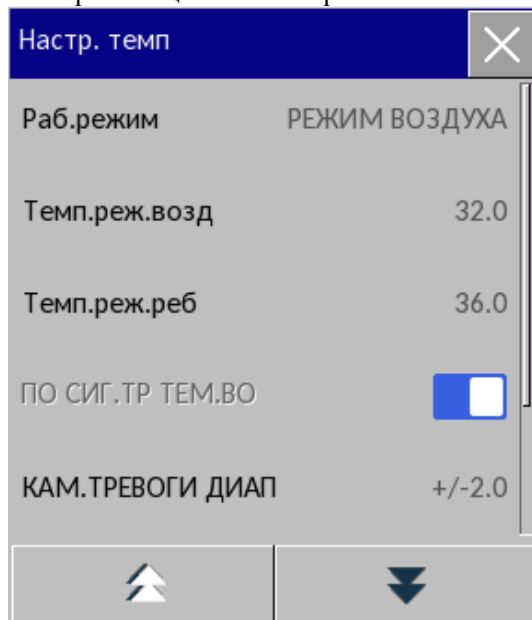 Настр. темп
Раб.режим РЕЖИМ ВОЗДУХА
Темп.реж.возд 32.0
Темп.реж.реб 36.0
ПО СИГ.ТР ТЕМ.ВО
КАМ.ТРЕВОГИ ДИАП +/-2.0